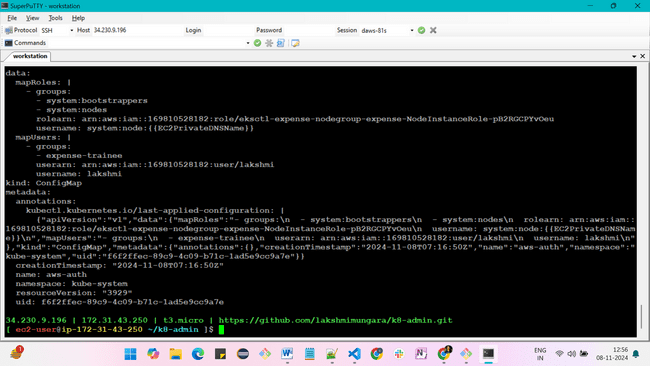 SuperPuTTY - workstation
File View Tools Help
Protocol SSH Host 34.230.9.196 Login Password Session daws-81s
Commands
workstation
data:
  mapRoles: |
    - groups:
      - system:bootstrappers
      - system:nodes
      rolearn: arn:aws:iam::169810528182:role/eksctl-expense-nodegroup-expense-NodeInstanceRole-pB2RGCPYvOeu
      username: system:node:{{EC2PrivateDNSName}}
  mapUsers: |
    - groups:
      - expense-trainee
      userarn: arn:aws:iam::169810528182:user/lakshmi
      username: lakshmi
kind: ConfigMap
metadata:
  annotations:
    kubectl.kubernetes.io/last-applied-configuration: |
      {"apiVersion":"v1","data":{"mapRoles":"- groups:\n  - system:bootstrappers\n  - system:nodes\n  rolearn: arn:aws:iam::
169810528182:role/eksctl-expense-nodegroup-expense-NodeInstanceRole-pB2RGCPYvOeu\n  username: system:node:{{EC2PrivateDNSNam
e}}\n","mapUsers":"- groups:\n  - expense-trainee\n  userarn: arn:aws:iam::169810528182:user/lakshmi\n  username: lakshmi\n"
},"kind":"ConfigMap","metadata":{"annotations":{},"creationTimestamp":"2024-11-08T07:16:50Z","name":"aws-auth","namespace":"
kube-system","uid":"f6f2ffec-89c9-4c09-b71c-1ad5e9cc9a7e"}}
  creationTimestamp: "2024-11-08T07:16:50Z"
  name: aws-auth
  namespace: kube-system
  resourceVersion: "3929"
  uid: f6f2ffec-89c9-4c09-b71c-1ad5e9cc9a7e
34.230.9.196 | 172.31.43.250 | t3.micro | https://github.com/lakshmimungara/k8-admin.git
[ ec2-user@ip-172-31-43-250 ~/k8-admin ]$
ENG
IN
12:56
08-11-2024